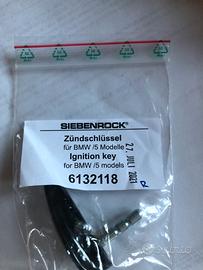 SIEBENROCK®
Zündschlüssel
für BMW /5 Modelle
Ignition key
for BMW /5 models
6132118
27. JULI 2021
R